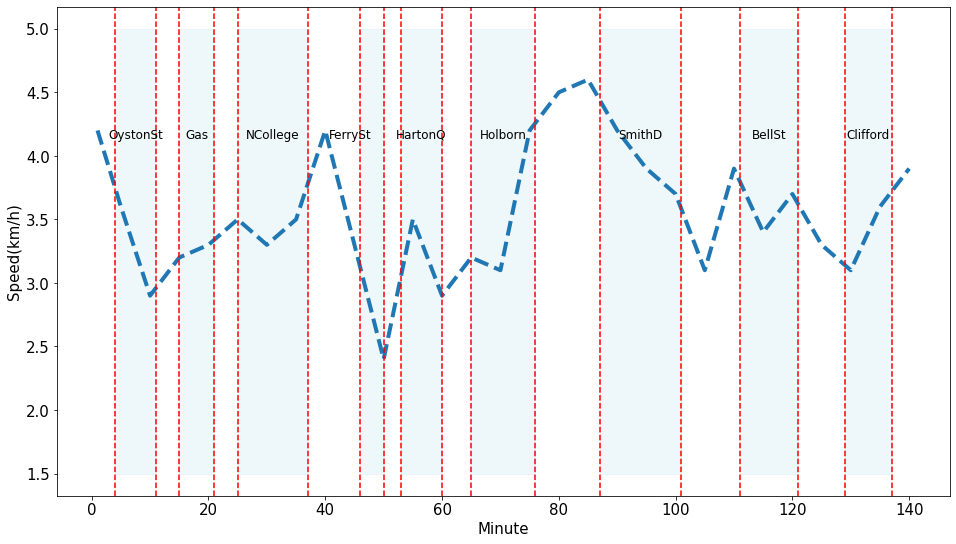 5.0
4.5
OystonSt Gas NCollege FerrySt HartonQ Holborn SmithD BellSt Clifford
4.0
3.5
3.0
2.5
2.0
1.5
Speed(km/h)
0 20 40 60 80 100 120 140
Minute